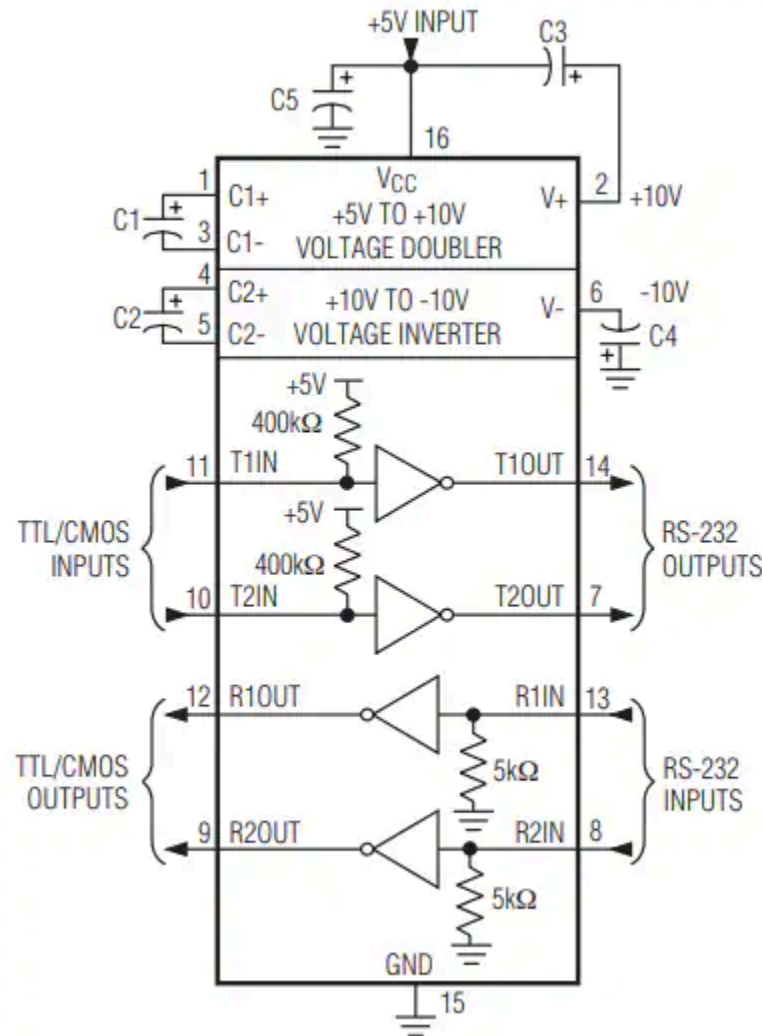 +5V INPUT
C3
+
C5
+
16
1
C1+
VCC
V+
2
+10V
C1
+
+5V TO +10V
3
C1-
VOLTAGE DOUBLER
4
C2+
+10V TO -10V
V-
6
-10V
C2
+
5
C2-
VOLTAGE INVERTER
C4
+
+5V
400kΩ
11
T1IN
T1OUT
14
+5V
TTL/CMOS
INPUTS
RS-232
OUTPUTS
400kΩ
10
T2IN
T2OUT
7
12
R1OUT
R1IN
13
TTL/CMOS
OUTPUTS
5kΩ
RS-232
INPUTS
9
R2OUT
R2IN
8
5kΩ
GND
15